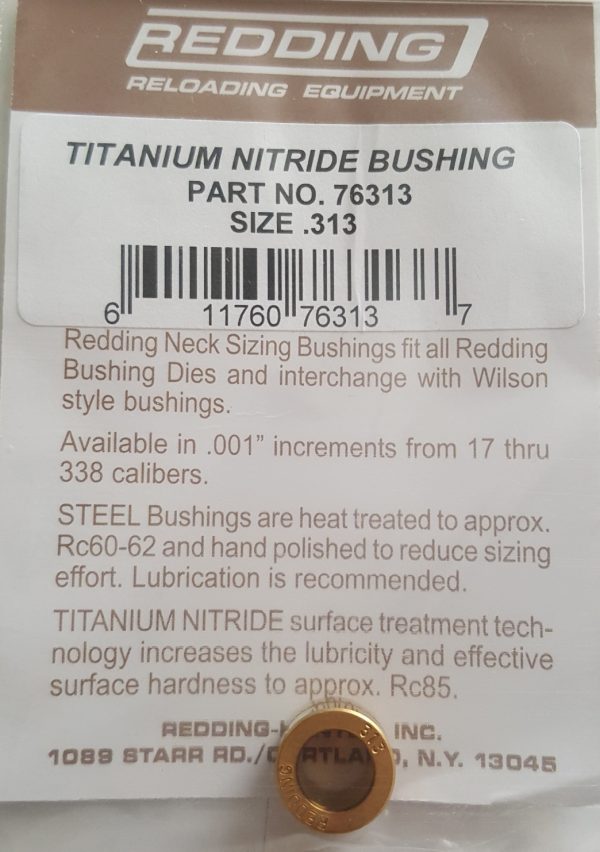 REDDING
RELOADING EQUIPMENT
TITANIUM NITRIDE BUSHING
PART NO. 76313
SIZE .313
6 11760 76313 7
Redding Neck Sizing Bushings fit all Redding
Bushing Dies and interchange with Wilson
style bushings.
Available in .001” increments from 17 thru
338 calibers.
STEEL Bushings are heat treated to approx.
Rc60-62 and hand polished to reduce sizing
effort. Lubrication is recommended.
TITANIUM NITRIDE surface treatment tech-
nology increases the lubricity and effective
surface hardness to approx. Rc85.
INC.
1089 STARR RD./ N.Y. 13045
313
REDDING